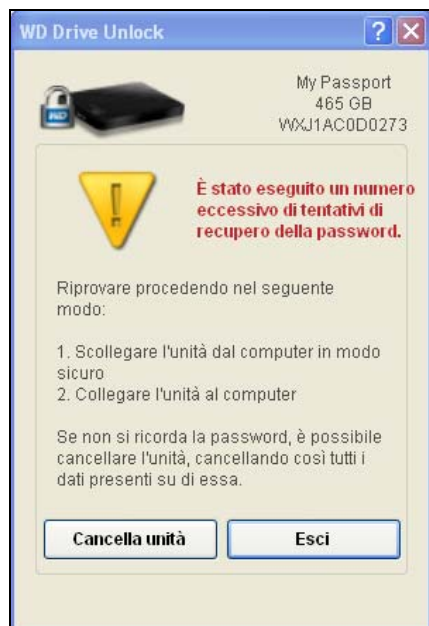 WD Drive Unlock
?
X
WD
My Passport
465 GB
WXJ1AC0D0273
!
È stato eseguito un numero
eccessivo di tentativi di
recupero della password.
Riprovare procedendo nel seguente
modo:
1. Scollegare l'unità dal computer in modo
sicuro
2. Collegare l'unità al computer
Se non si ricorda la password, è possibile
cancellare l'unità, cancellando così tutti i
dati presenti su di essa.
Cancella unità
Esci